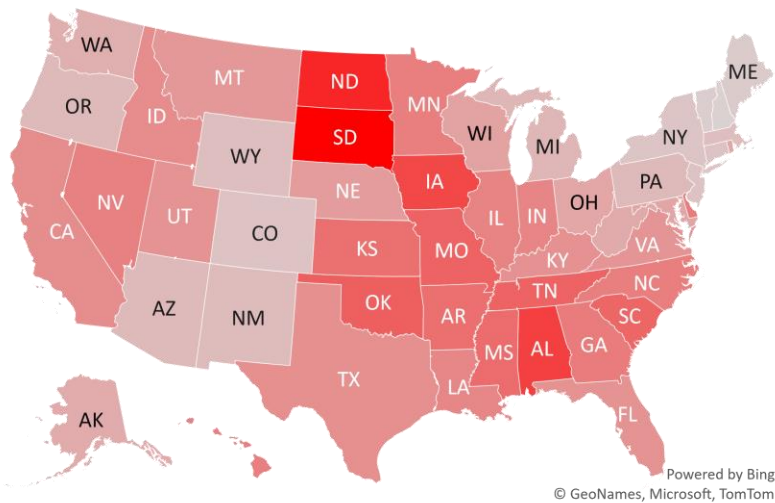 WA
MT
ND
MN
ME
OR
ID
SD
WI
MI
NY
WY
IA
PA
NE
NV
UT
CO
IL
IN
OH
CA
KS
MO
KY
VA
AZ
NM
OK
TN
NC
AR
SC
MS
AL
GA
TX
LA
AK
FL
Powered by Bing
© GeoNames, Microsoft, TomTom